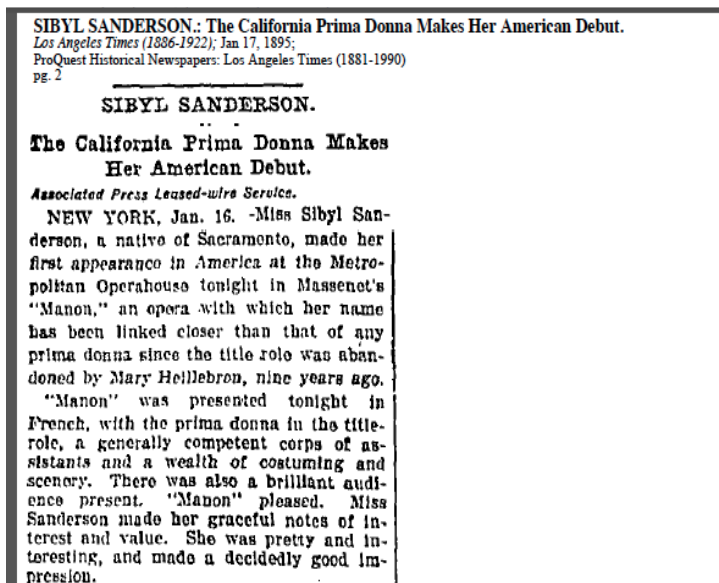 SIBYL SANDERSON.: The California Prima Donna Makes Her American Debut.
Los Angeles Times (1886-1922); Jan 17, 1895;
ProQuest Historical Newspapers: Los Angeles Times (1881-1990)
pg. 2
SIBYL SANDERSON.
The California Prima Donna Makes
Her American Debut.
Associated Press Leased-wire Service.
NEW YORK, Jan. 16. -Miss Sibyl San-
derson, a native of Sacramento, made her
first appearance in America at the Metro-
politan Operahouse tonight in Massenet's
"Manon," an opera with which her name
has been linked closer than that of any
prima donna since the title role was aban-
doned by Mary Heillebron, nine years ago.
"Manon" was presented tonight in
French, with the prima donna in the title-
role, a generally competent corps of as-
sistants and a wealth of costuming and
scenery. There was also a brilliant audi-
ence present. "Manon" pleased. Miss
Sanderson made her graceful notes of in-
terest and value. She was pretty and in-
teresting, and made a decidedly good im-
pression.